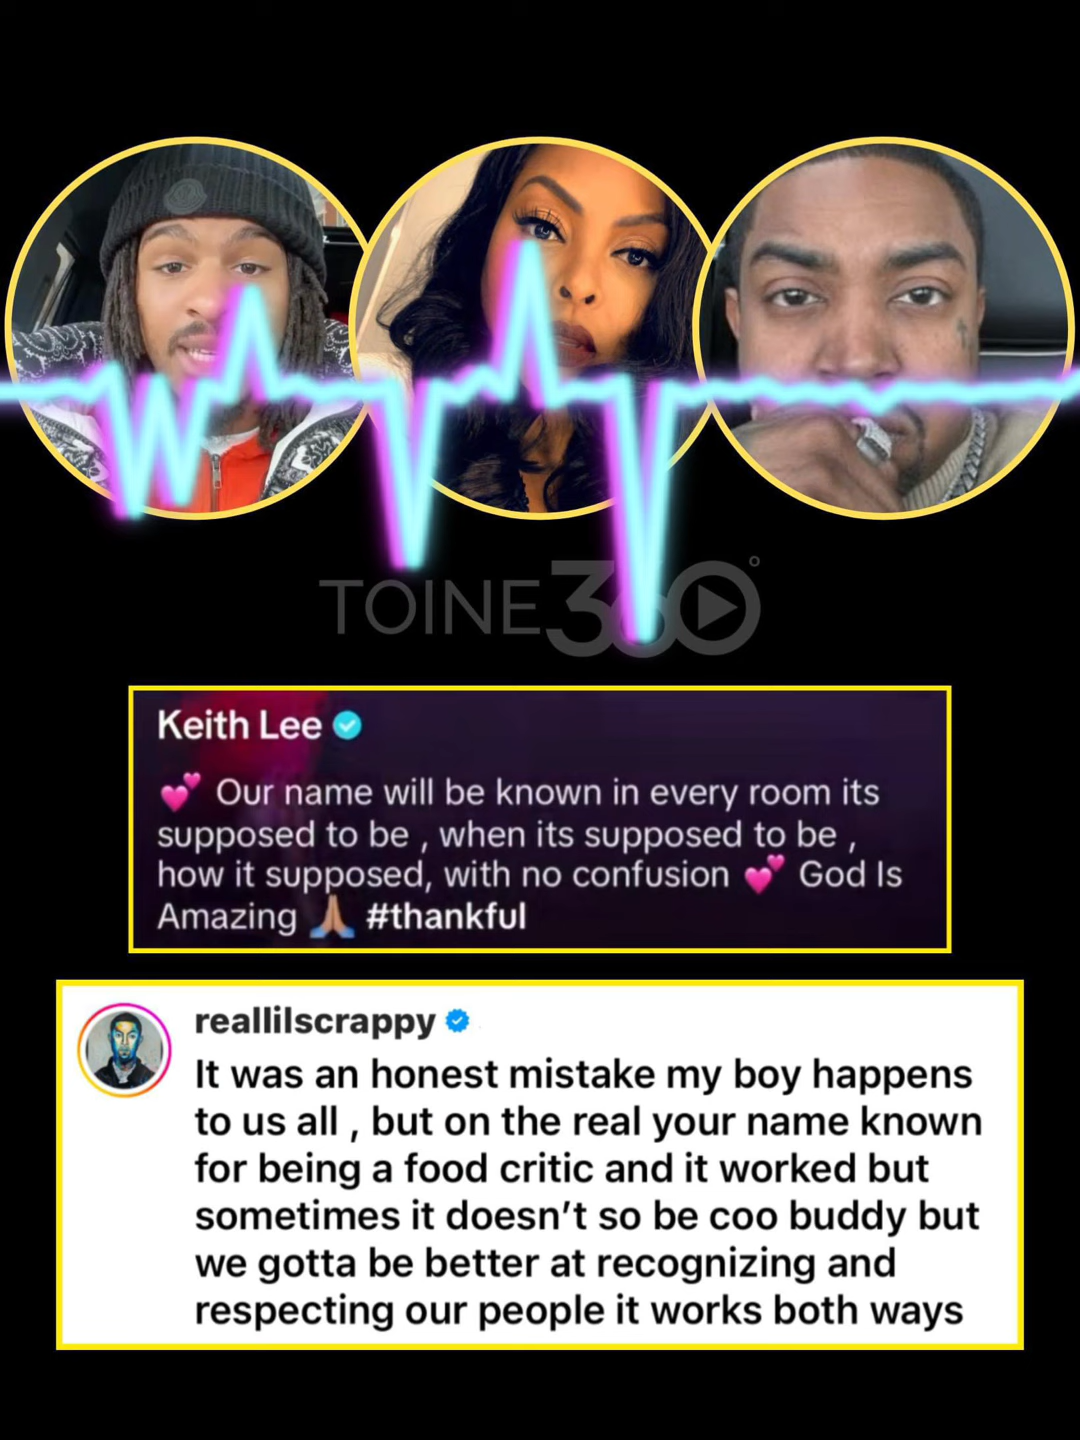 TOINE360°
Keith Lee
💕 Our name will be known in every room its
supposed to be , when its supposed to be ,
how it supposed, with no confusion 💕 God Is
Amazing 🙏🏽 #thankful
reallilscrappy
It was an honest mistake my boy happens
to us all , but on the real your name known
for being a food critic and it worked but
sometimes it doesn’t so be coo buddy but
we gotta be better at recognizing and
respecting our people it works both ways